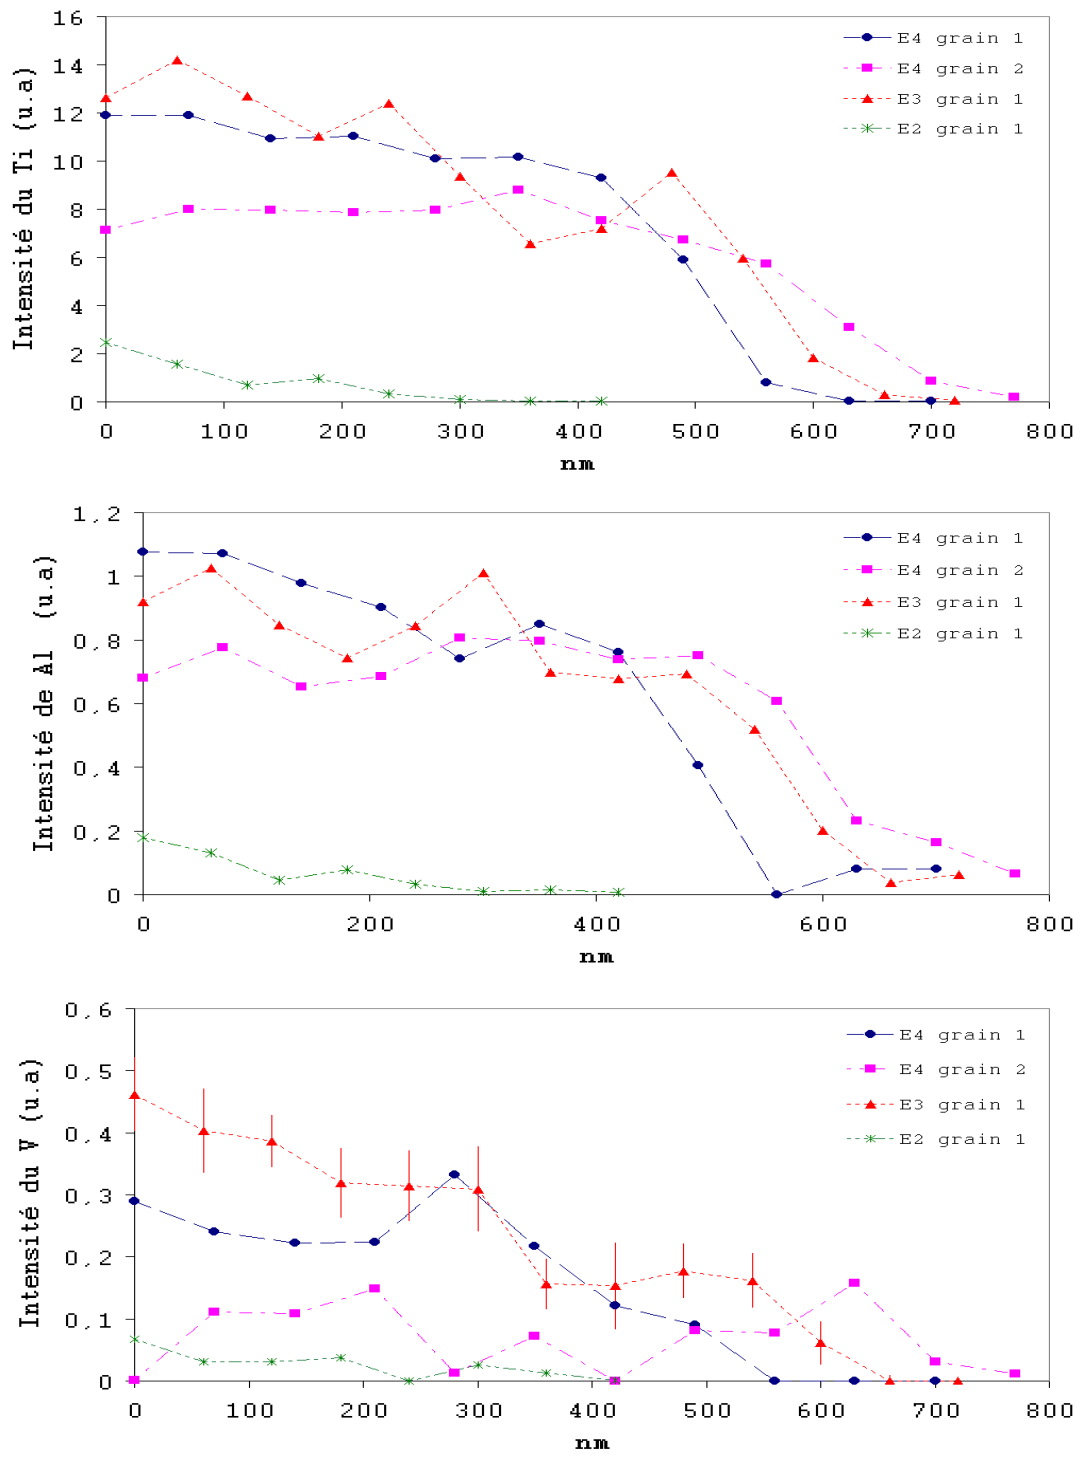 Intensité du Ti (u.a)
16
14
12
10
8
6
4
2
0
0 100 200 300 400 500 600 700 800
nm
E4 grain 1
E4 grain 2
E3 grain 1
E2 grain 1
Intensité de Al (u.a)
1,2
1
0,8
0,6
0,4
0,2
0
0 200 400 600 800
nm
E4 grain 1
E4 grain 2
E3 grain 1
E2 grain 1
Intensité du V (u.a)
0,6
0,5
0,4
0,3
0,2
0,1
0
0 100 200 300 400 500 600 700 800
nm
E4 grain 1
E4 grain 2
E3 grain 1
E2 grain 1